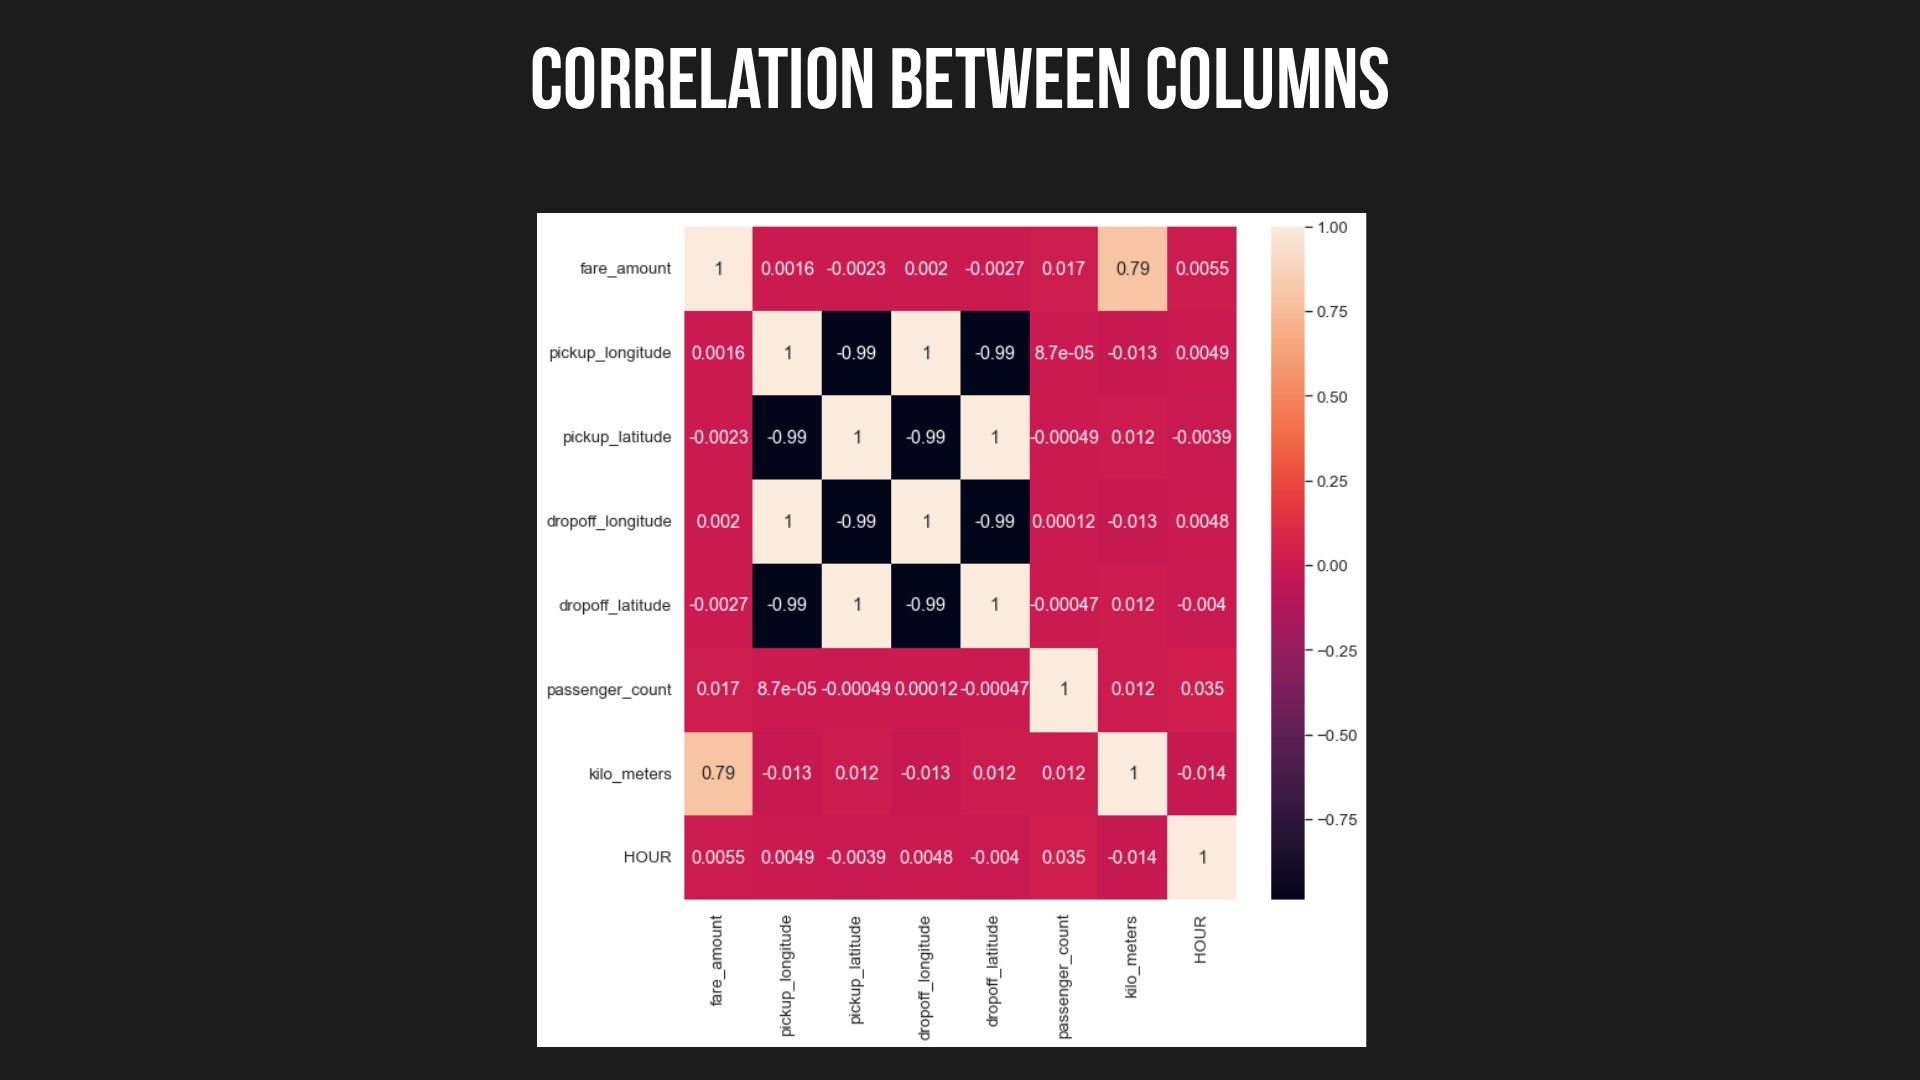 CORRELATION BETWEEN COLUMNS
fare_amount 1 0.0016 -0.0023 0.002 -0.0027 0.017 0.79 0.0055
pickup_longitude 0.0016 1 -0.99 1 -0.99 8.7e-05 -0.013 0.0049
pickup_latitude -0.0023 -0.99 1 -0.99 1 -0.00049 0.012 -0.0039
dropoff_longitude 0.002 1 -0.99 1 -0.99 0.00012 -0.013 0.0048
dropoff_latitude -0.0027 -0.99 1 -0.99 1 -0.00047 0.012 -0.004
passenger_count 0.017 8.7e-05 -0.00049 0.00012 -0.00047 1 0.012 0.035
kilo_meters 0.79 -0.013 0.012 -0.013 0.012 0.012 1 -0.014
HOUR 0.0055 0.0049 -0.0039 0.0048 -0.004 0.035 -0.014 1
fare_amount
pickup_longitude
pickup_latitude
dropoff_longitude
dropoff_latitude
passenger_count
kilo_meters
HOUR
1.00
0.75
0.50
0.25
0.00
−0.25
−0.50
−0.75